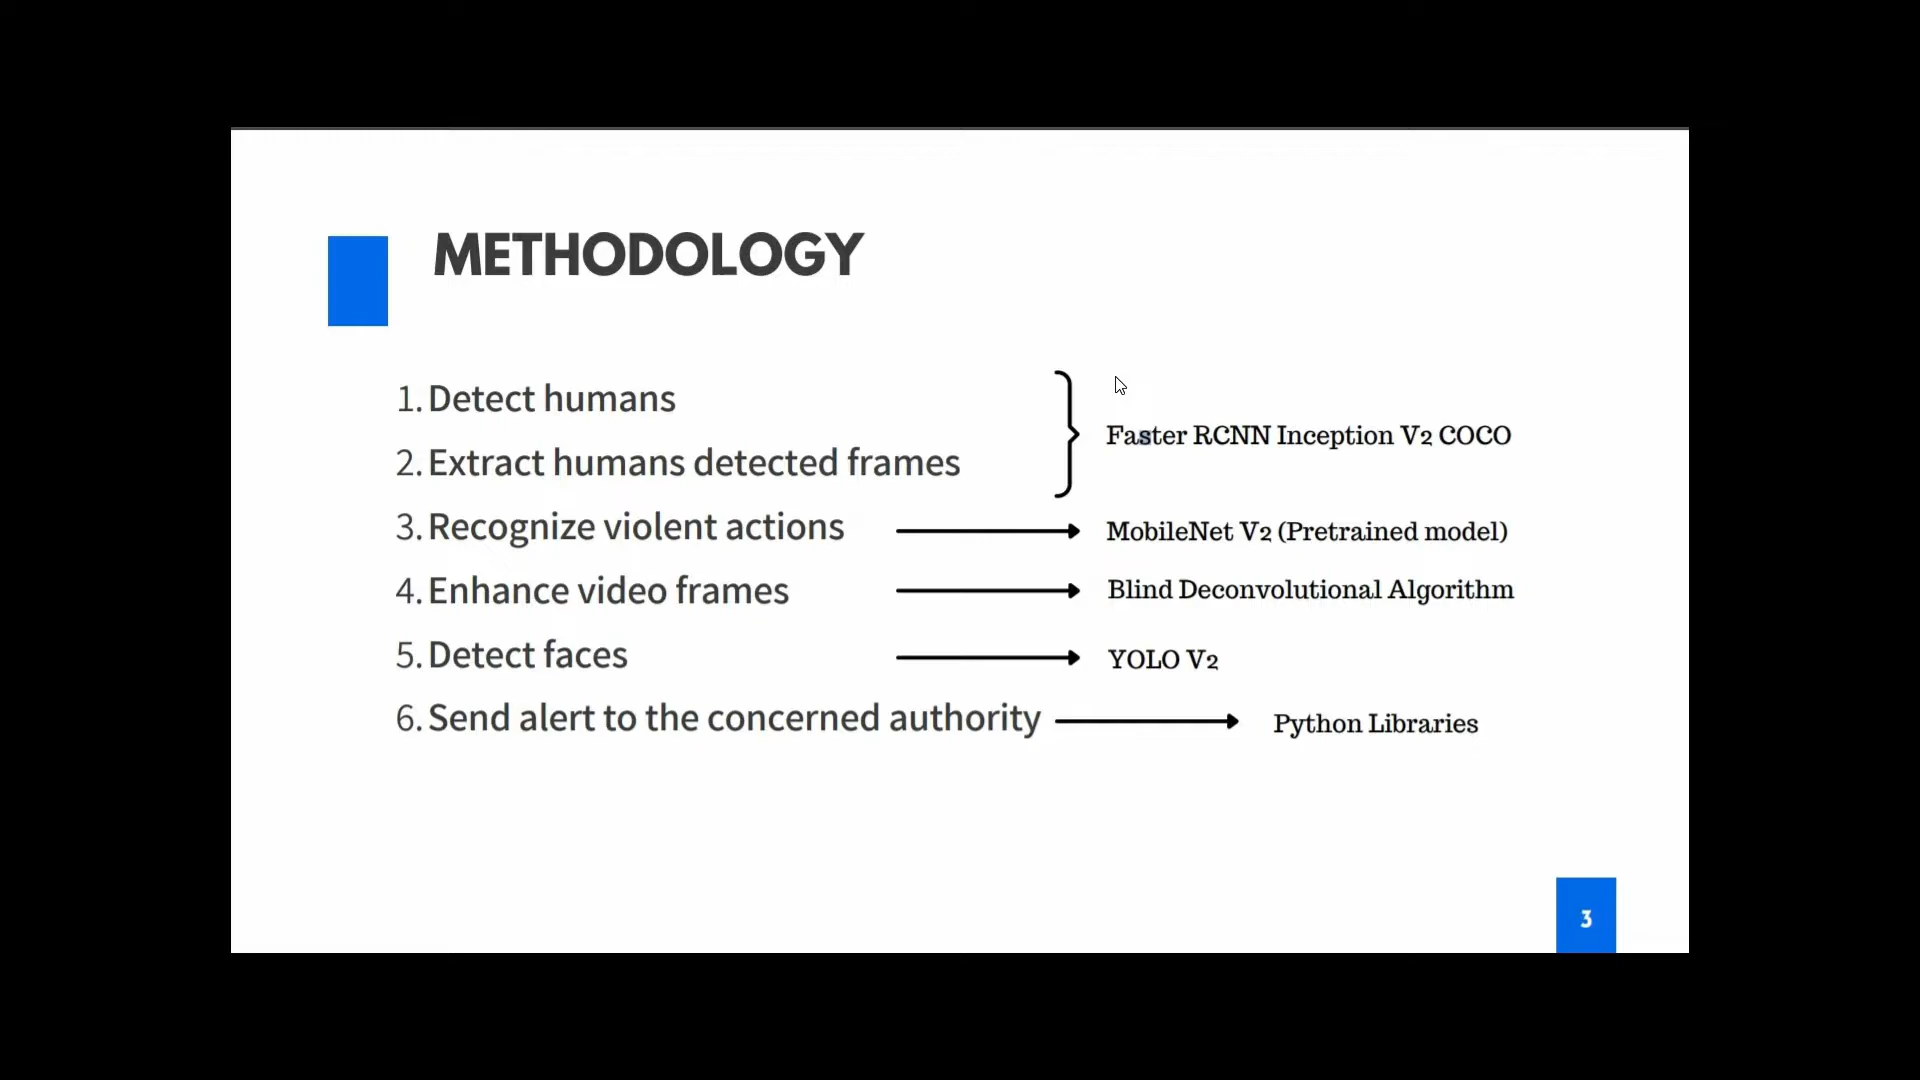 METHODOLOGY
1. Detect humans
2. Extract humans detected frames
Faster RCNN Inception V2 COCO
3. Recognize violent actions
MobileNet V2 (Pretrained model)
4. Enhance video frames
Blind Deconvolutional Algorithm
5. Detect faces
YOLO V2
6. Send alert to the concerned authority
Python Libraries
3